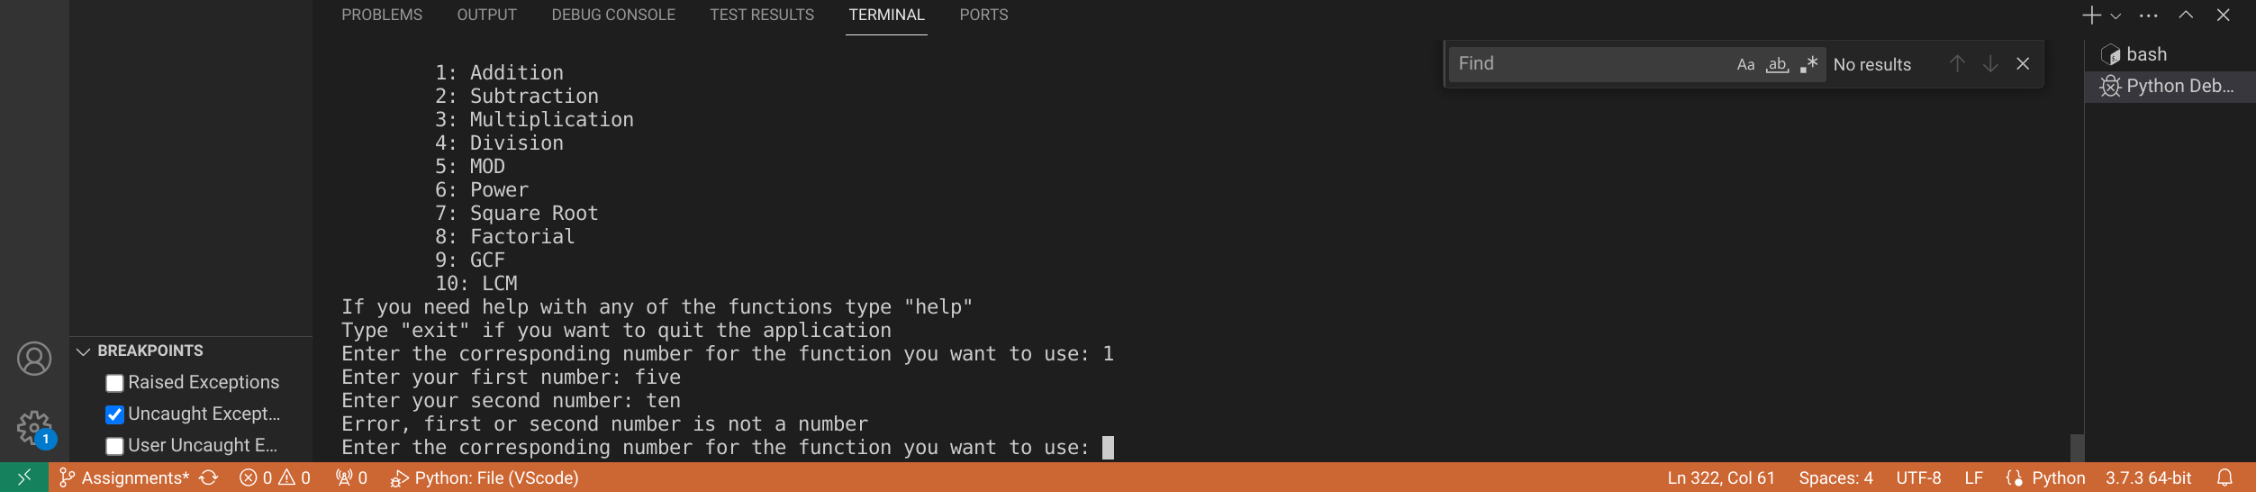 PROBLEMS OUTPUT DEBUG CONSOLE TEST RESULTS TERMINAL PORTS
Find Aa ab * No results
bash
Python Deb...
1: Addition
2: Subtraction
3: Multiplication
4: Division
5: MOD
6: Power
7: Square Root
8: Factorial
9: GCF
10: LCM
If you need help with any of the functions type "help"
Type "exit" if you want to quit the application
Enter the corresponding number for the function you want to use: 1
Enter your first number: five
Enter your second number: ten
Error, first or second number is not a number
Enter the corresponding number for the function you want to use:
BREAKPOINTS
Raised Exceptions
Uncaught Except...
User Uncaught E...
1
Assignments* 0 0 0 Python: File (VScode) Ln 322, Col 61 Spaces: 4 UTF-8 LF {} Python 3.7.3 64-bit